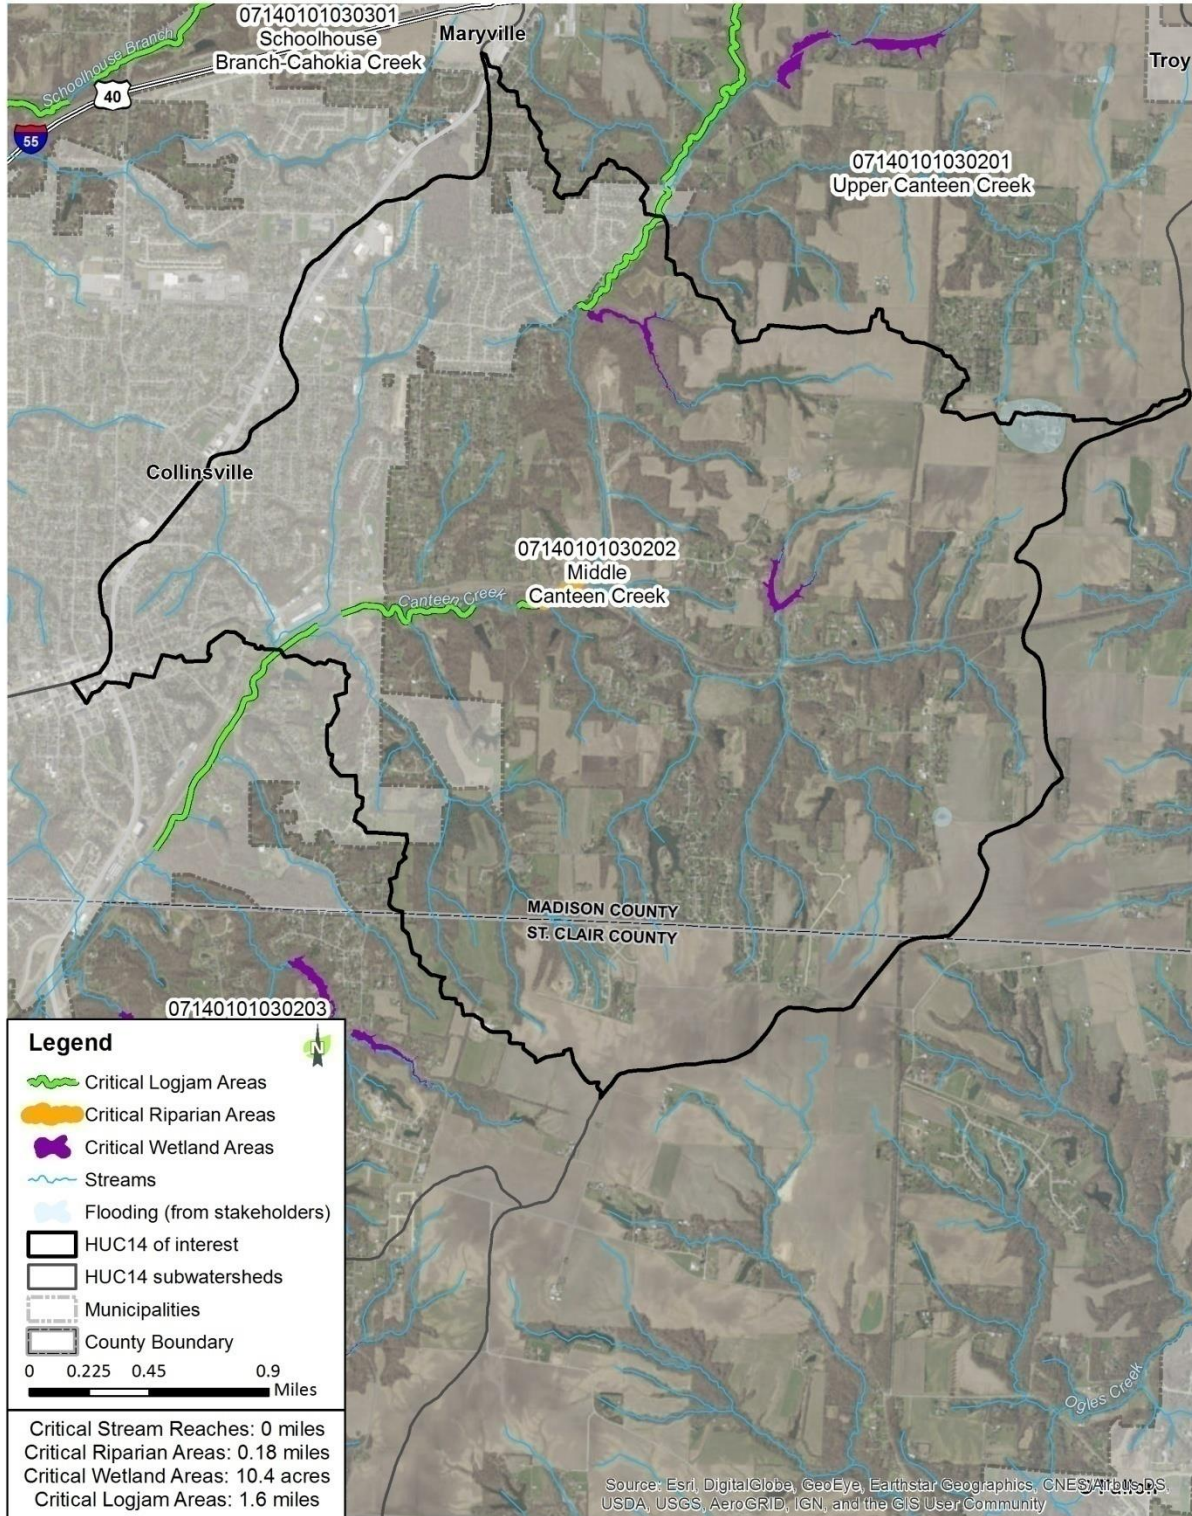 07140101030301
Schoolhouse
Branch-Cahokia Creek
Maryville
Troy
Schoolhouse Branch
40
55
07140101030201
Upper Canteen Creek
Collinsville
07140101030202
Middle
Canteen Creek
Canteen Creek
MADISON COUNTY
ST. CLAIR COUNTY
07140101030203
Legend
N
Critical Logjam Areas
Critical Riparian Areas
Critical Wetland Areas
Streams
Flooding (from stakeholders)
HUC14 of interest
HUC14 subwatersheds
Municipalities
County Boundary
0 0.225 0.45 0.9
Miles
Critical Stream Reaches: 0 miles
Critical Riparian Areas: 0.18 miles
Critical Wetland Areas: 10.4 acres
Critical Logjam Areas: 1.6 miles
Ogles Creek
O'Fallon
Source: Esri, DigitalGlobe, GeoEye, Earthstar Geographics, CNES/Airbus DS,
USDA, USGS, AeroGRID, IGN, and the GIS User Community